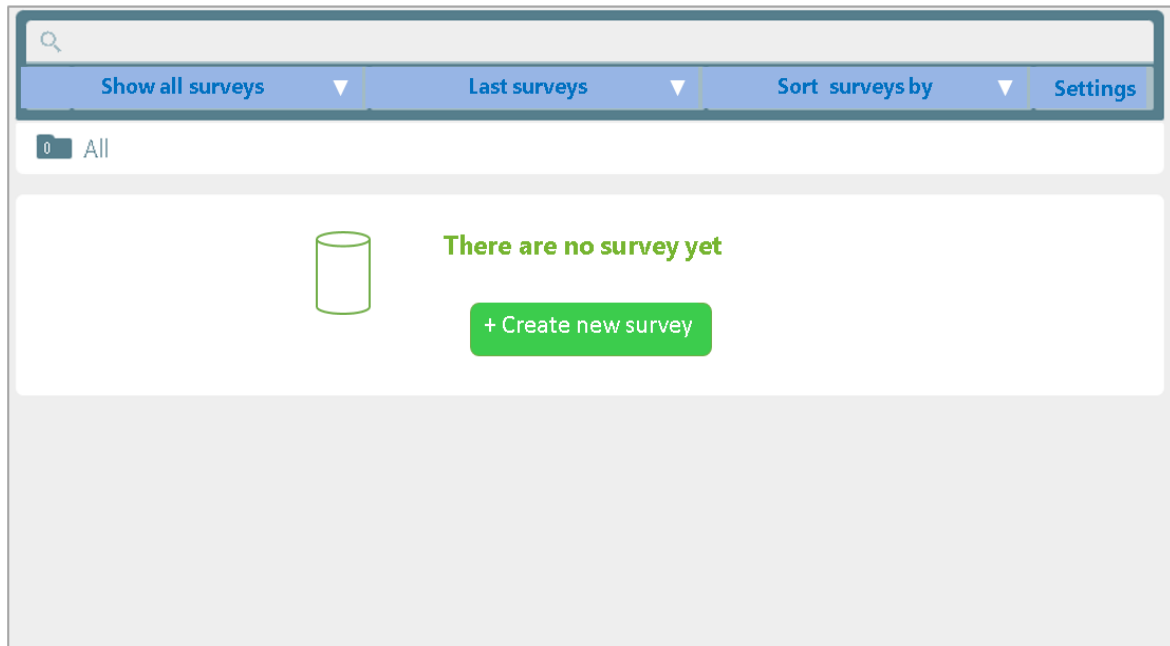 Show all surveys ▼ Last surveys ▼ Sort surveys by ▼ Settings
0 All
There are no survey yet
+ Create new survey